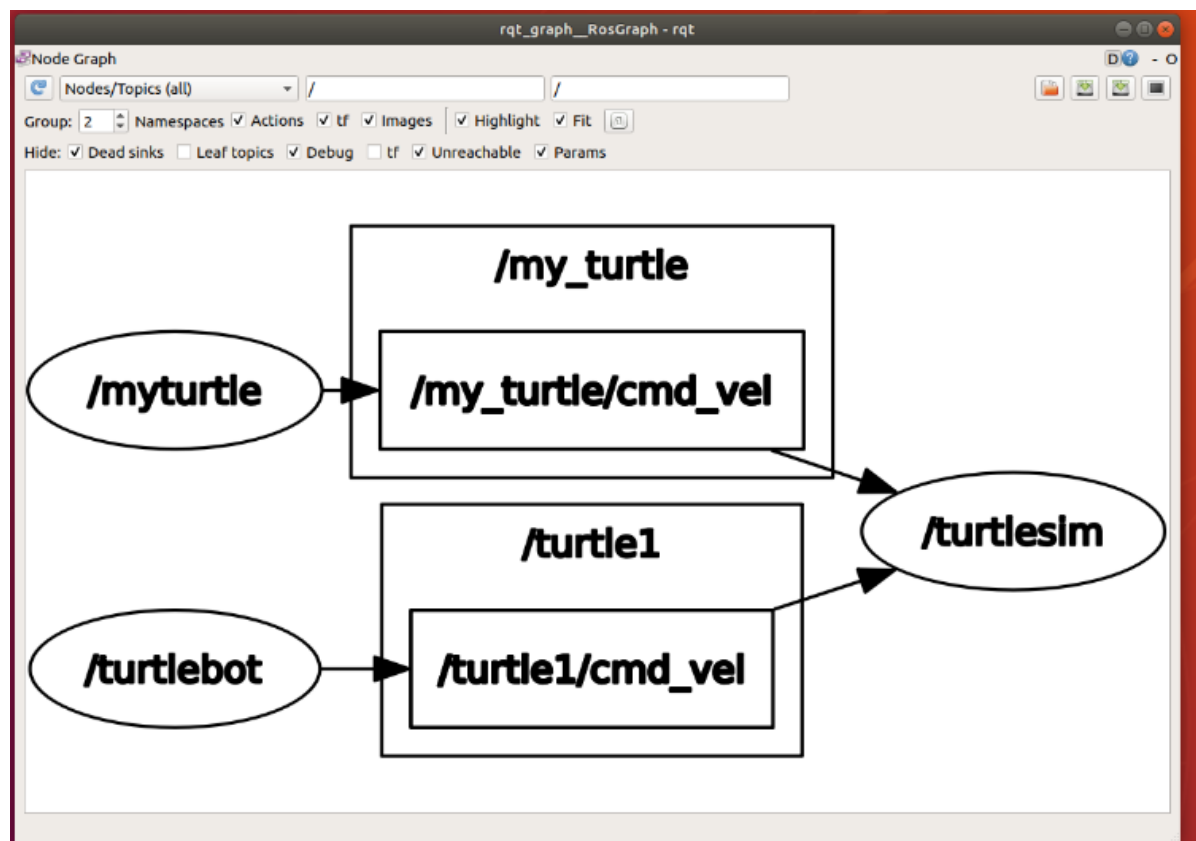 rqt_graph__RosGraph - rqt
Node Graph D - O
Nodes/Topics (all) / /
Group: 2 Namespaces Actions tf Images Highlight Fit
Hide: Dead sinks Leaf topics Debug tf Unreachable Params
/my_turtle
/myturtle /my_turtle/cmd_vel
/turtlesim
/turtle1
/turtlebot /turtle1/cmd_vel